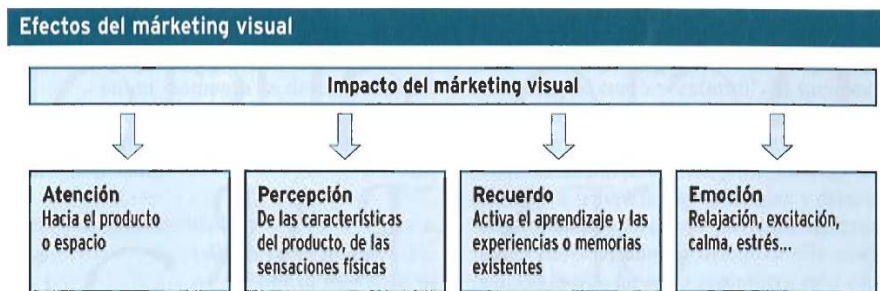 Efectos del márketing visual
Impacto del márketing visual
Atención
Hacia el producto
o espacio
Percepción
De las características
del producto, de las
sensaciones físicas
Recuerdo
Activa el aprendizaje y las
experiencias o memorias
existentes
Emoción
Relajación, excitación,
calma, estrés...